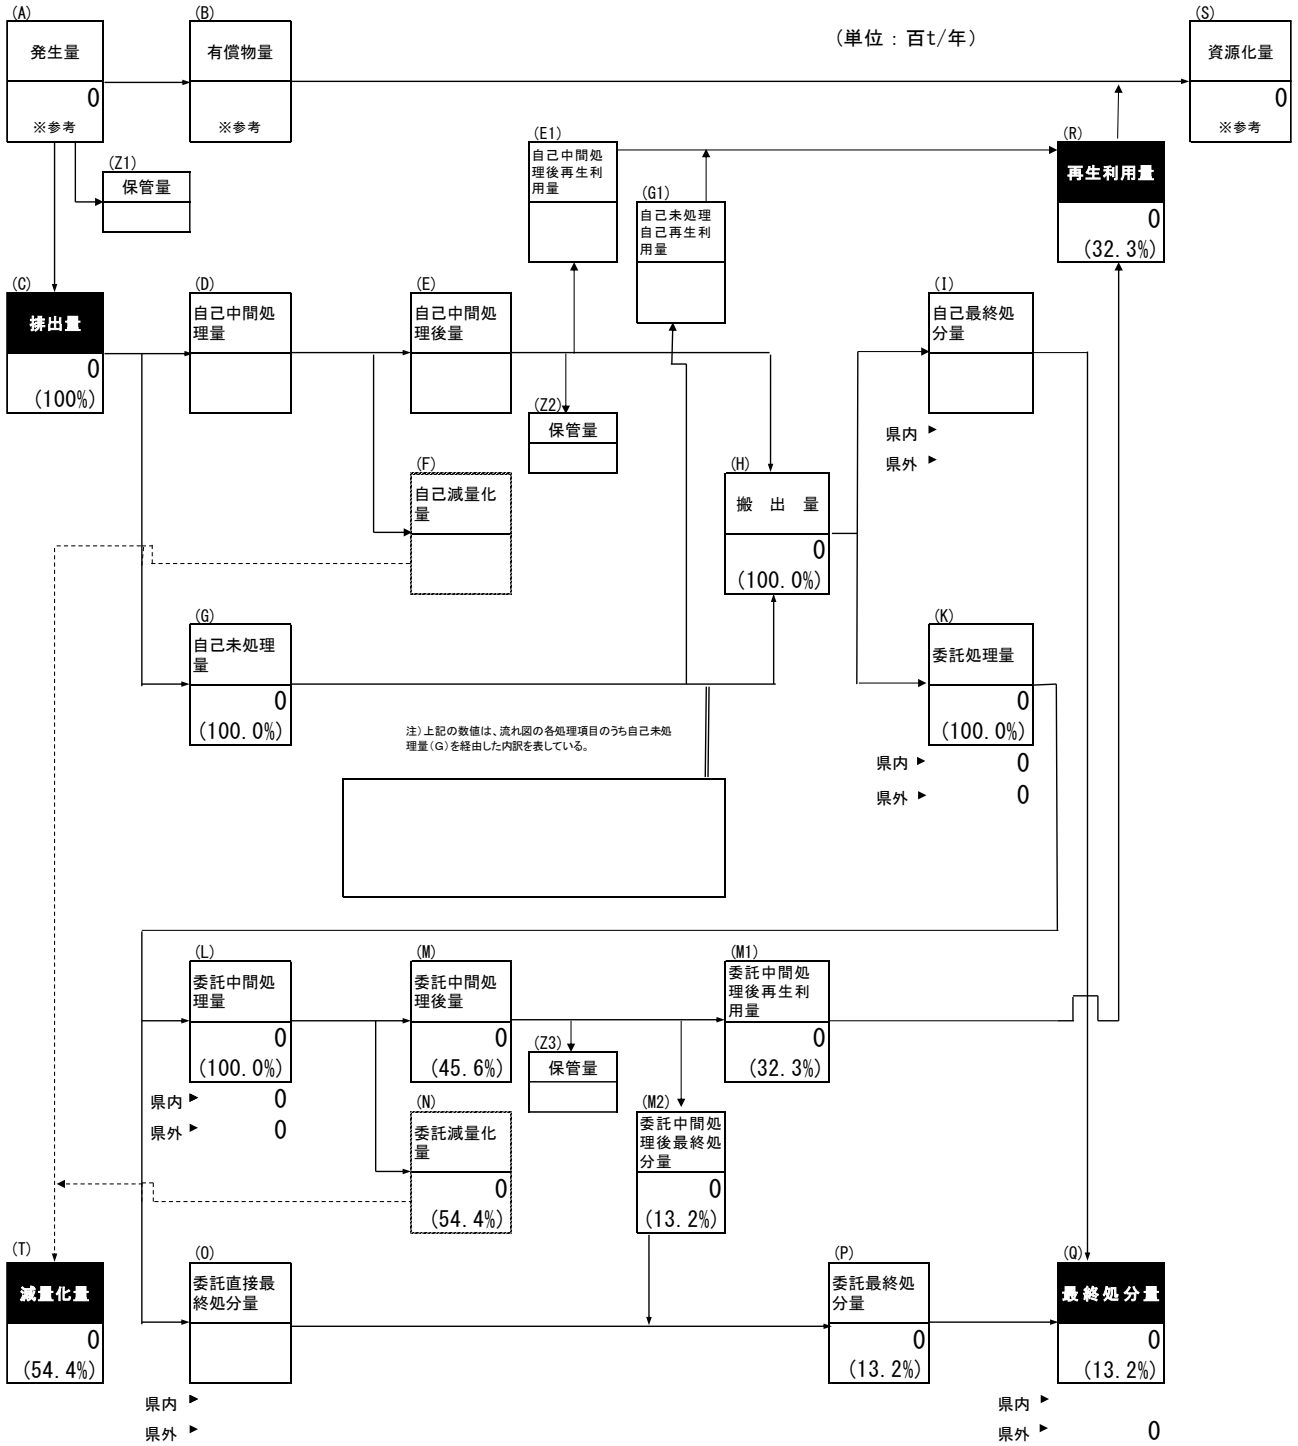 (A)
発生量
0
※参考
(B)
有償物量
※参考
(単位：百t/年)
(S)
資源化量
0
※参考
(Z1)
保管量
(E1)
自己中間処
理後再生利
用量
(G1)
自己未処理
自己再生利
用量
(R)
再生利用量
0
(32.3%)
(C)
排出量
0
(100%)
(D)
自己中間処
理量
(E)
自己中間処
理後量
(I)
自己最終処
分量
県内 ▶
県外 ▶
(Z2)
保管量
(F)
自己減量化
量
(H)
搬　出　量
0
(100.0%)
(G)
自己未処理
量
0
(100.0%)
(K)
委託処理量
0
(100.0%)
県内 ▶ 0
県外 ▶ 0
注)上記の数値は、流れ図の各処理項目のうち自己未処
理量(G)を経由した内訳を表している。
(L)
委託中間処
理量
0
(100.0%)
県内 ▶ 0
県外 ▶ 0
(M)
委託中間処
理後量
0
(45.6%)
(Z3)
保管量
(M1)
委託中間処
理後再生利
用量
0
(32.3%)
(N)
委託減量化
量
0
(54.4%)
(M2)
委託中間処
理後最終処
分量
0
(13.2%)
(T)
減量化量
0
(54.4%)
(O)
委託直接最
終処分量
県内 ▶
県外 ▶
(P)
委託最終処
分量
0
(13.2%)
(Q)
最終処分量
0
(13.2%)
県内 ▶
県外 ▶ 0